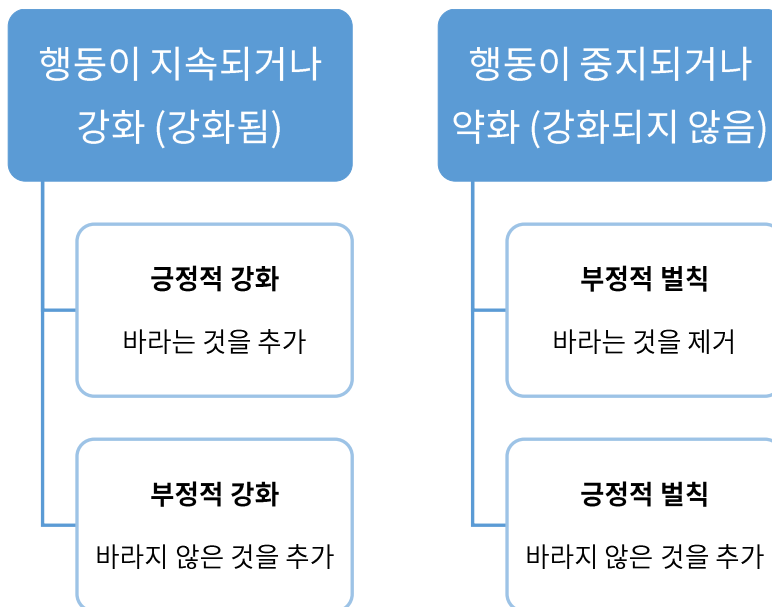 행동이 지속되거나
강화 (강화됨)
긍정적 강화
바라는 것을 추가
부정적 강화
바라지 않은 것을 추가
행동이 중지되거나
약화 (강화되지 않음)
부정적 벌칙
바라는 것을 제거
긍정적 벌칙
바라지 않은 것을 추가